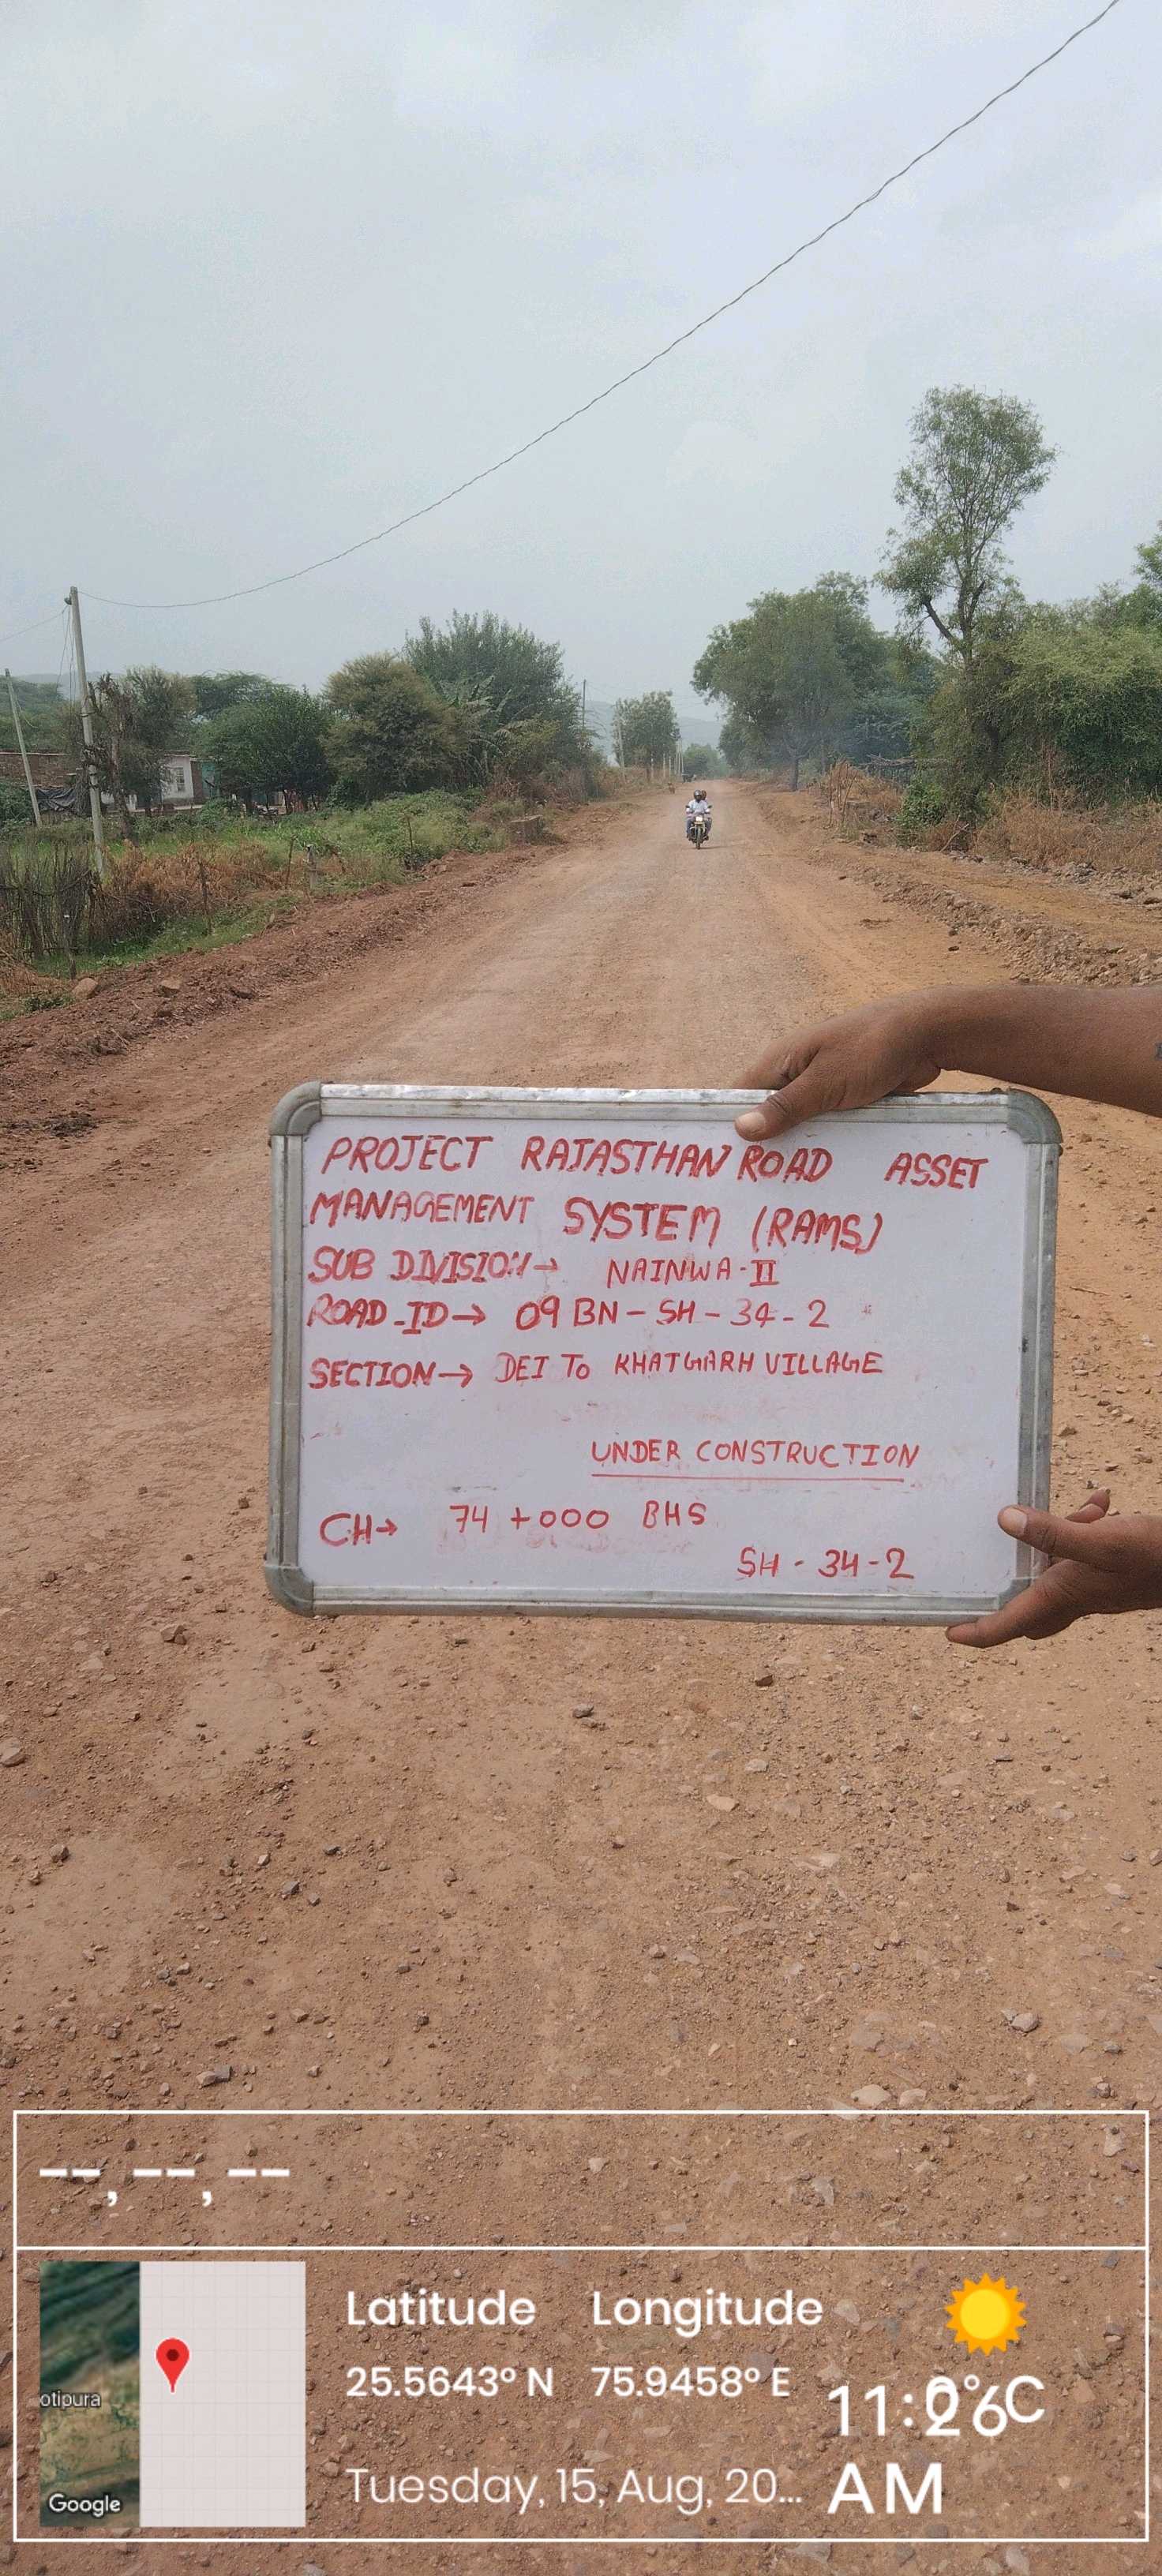 PROJECT RAJASTHAN ROAD ASSET
MANAGEMENT SYSTEM (RAMS)
SUB DIVISION→ NAINWA-II
ROAD-ID→ 09 BN-SH-34-2
SECTION→ DEI TO KHATGARH VILLAGE
UNDER CONSTRUCTION
CH→ 74+000 BHS
SH-34-2
--,--,--
otipura
Google
Latitude Longitude
25.5643° N 75.9458° E
Tuesday, 15, Aug, 20...
AM